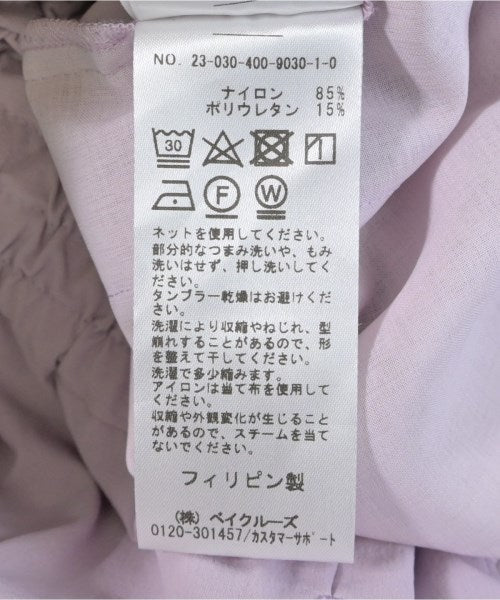 NO. 23-030-400-9030-1-0
ナイロン 85%
ポリウレタン 15%
30
F
W
ネットを使用してください。
部分的なつまみ洗いや、もみ
洗いはせず、押し洗いしてく
ださい。
タンブラー乾燥はお避けくだ
さい。
洗濯により収縮やねじれ、型
崩れすることがあるので、形
を整えて干してください。
洗濯で多少縮みます。
アイロンは当て布を使用して
ください。
収縮や外観変化が生じること
があるので、スチームを当て
ないでください。
フィリピン製
(株) ベイクルーズ
0120-301457/カスタマーサポート